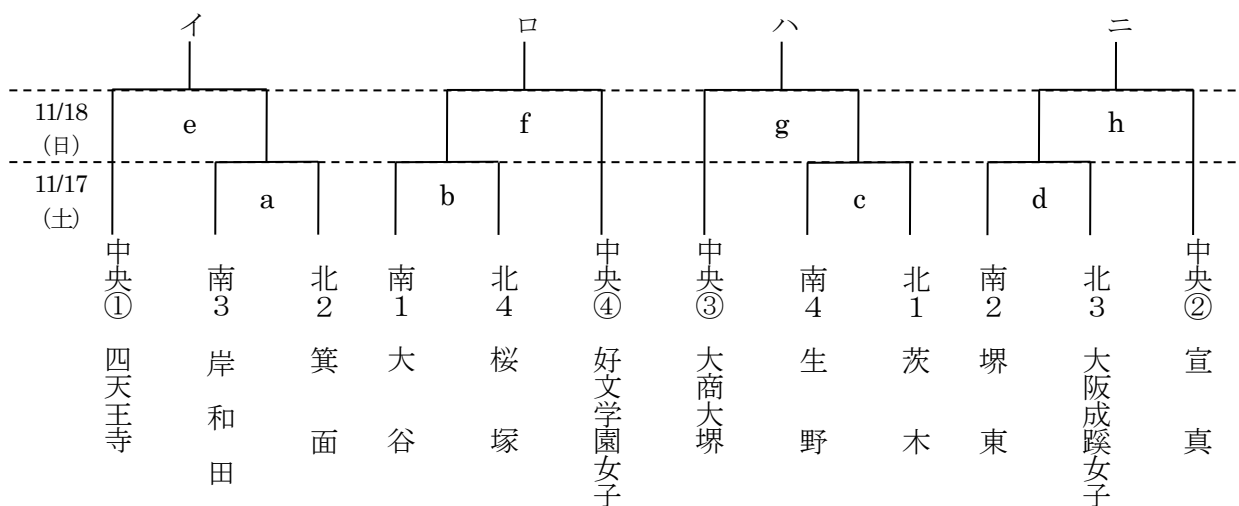 イ ロ ハ ニ
11/18
(日)
e f g h
11/17
(土)
a b c d
中央① 四天王寺
南3 岸和田
北2 箕面
南1 大谷
北4 桜塚
中央④ 好文学園女子
中央③ 大商大堺
南4 生野
北1 茨木
南2 堺東
北3 大阪成蹊女子
中央② 宣真